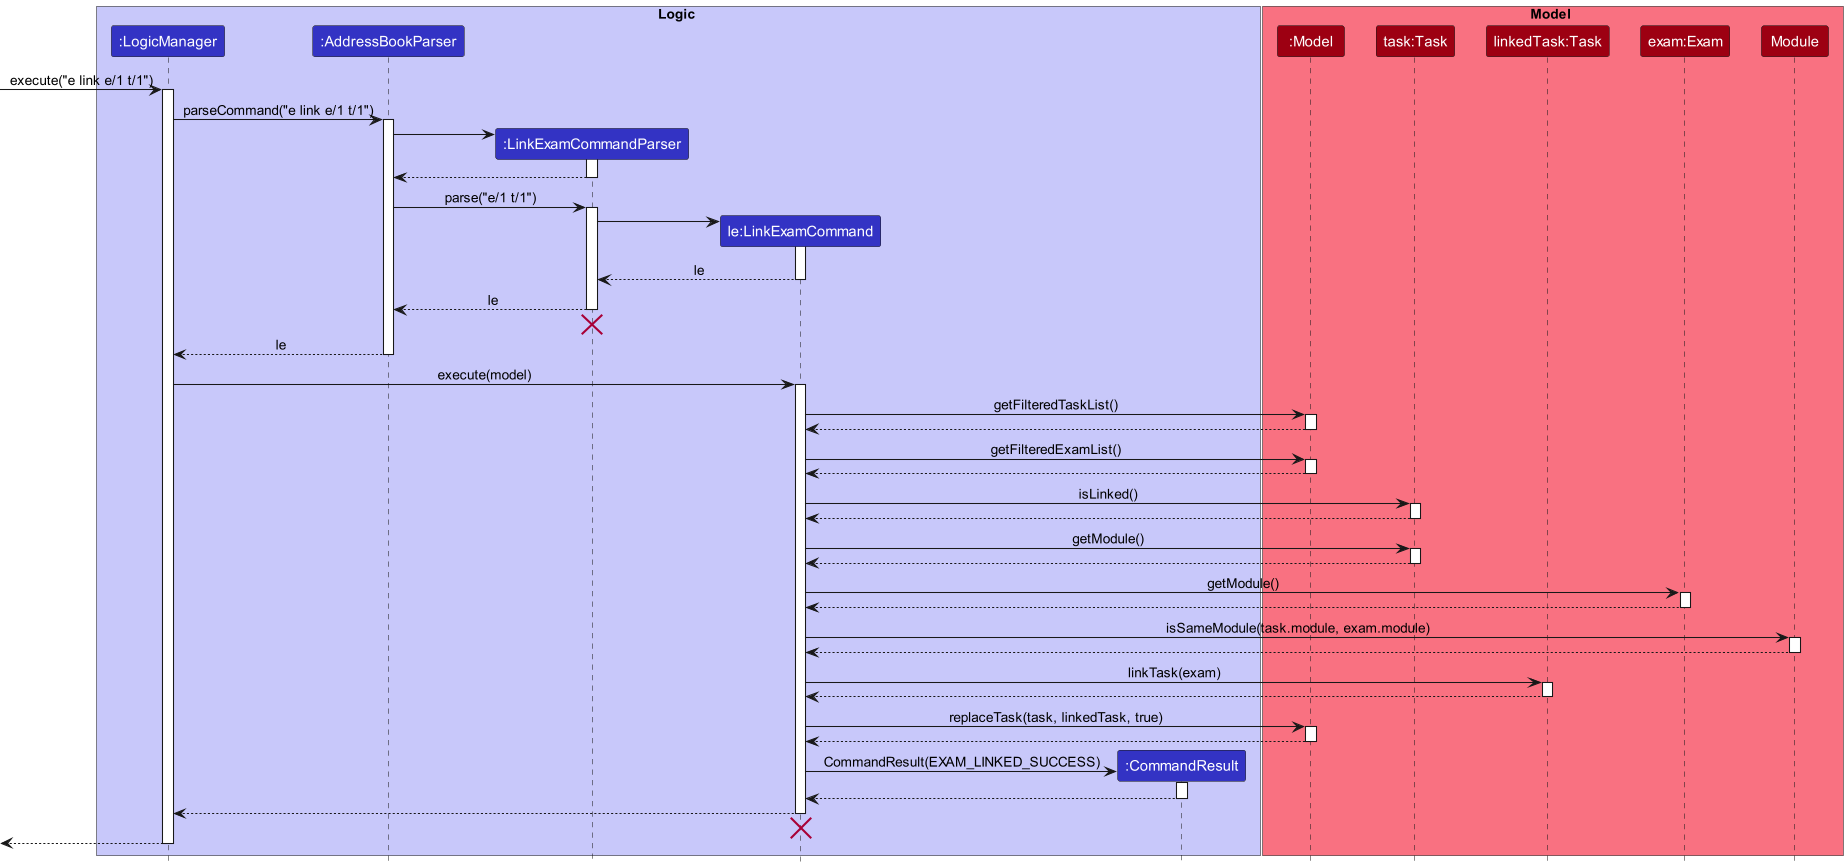 Logic
Model
:LogicManager
:AddressBookParser
:Model
task:Task
linkedTask:Task
exam:Exam
Module
execute("e link e/1 t/1")
parseCommand("e link e/1 t/1")
:LinkExamCommandParser
parse("e/1 t/1")
le:LinkExamCommand
le
le
le
execute(model)
getFilteredTaskList()
getFilteredExamList()
isLinked()
getModule()
getModule()
isSameModule(task.module, exam.module)
linkTask(exam)
replaceTask(task, linkedTask, true)
CommandResult(EXAM_LINKED_SUCCESS)
:CommandResult